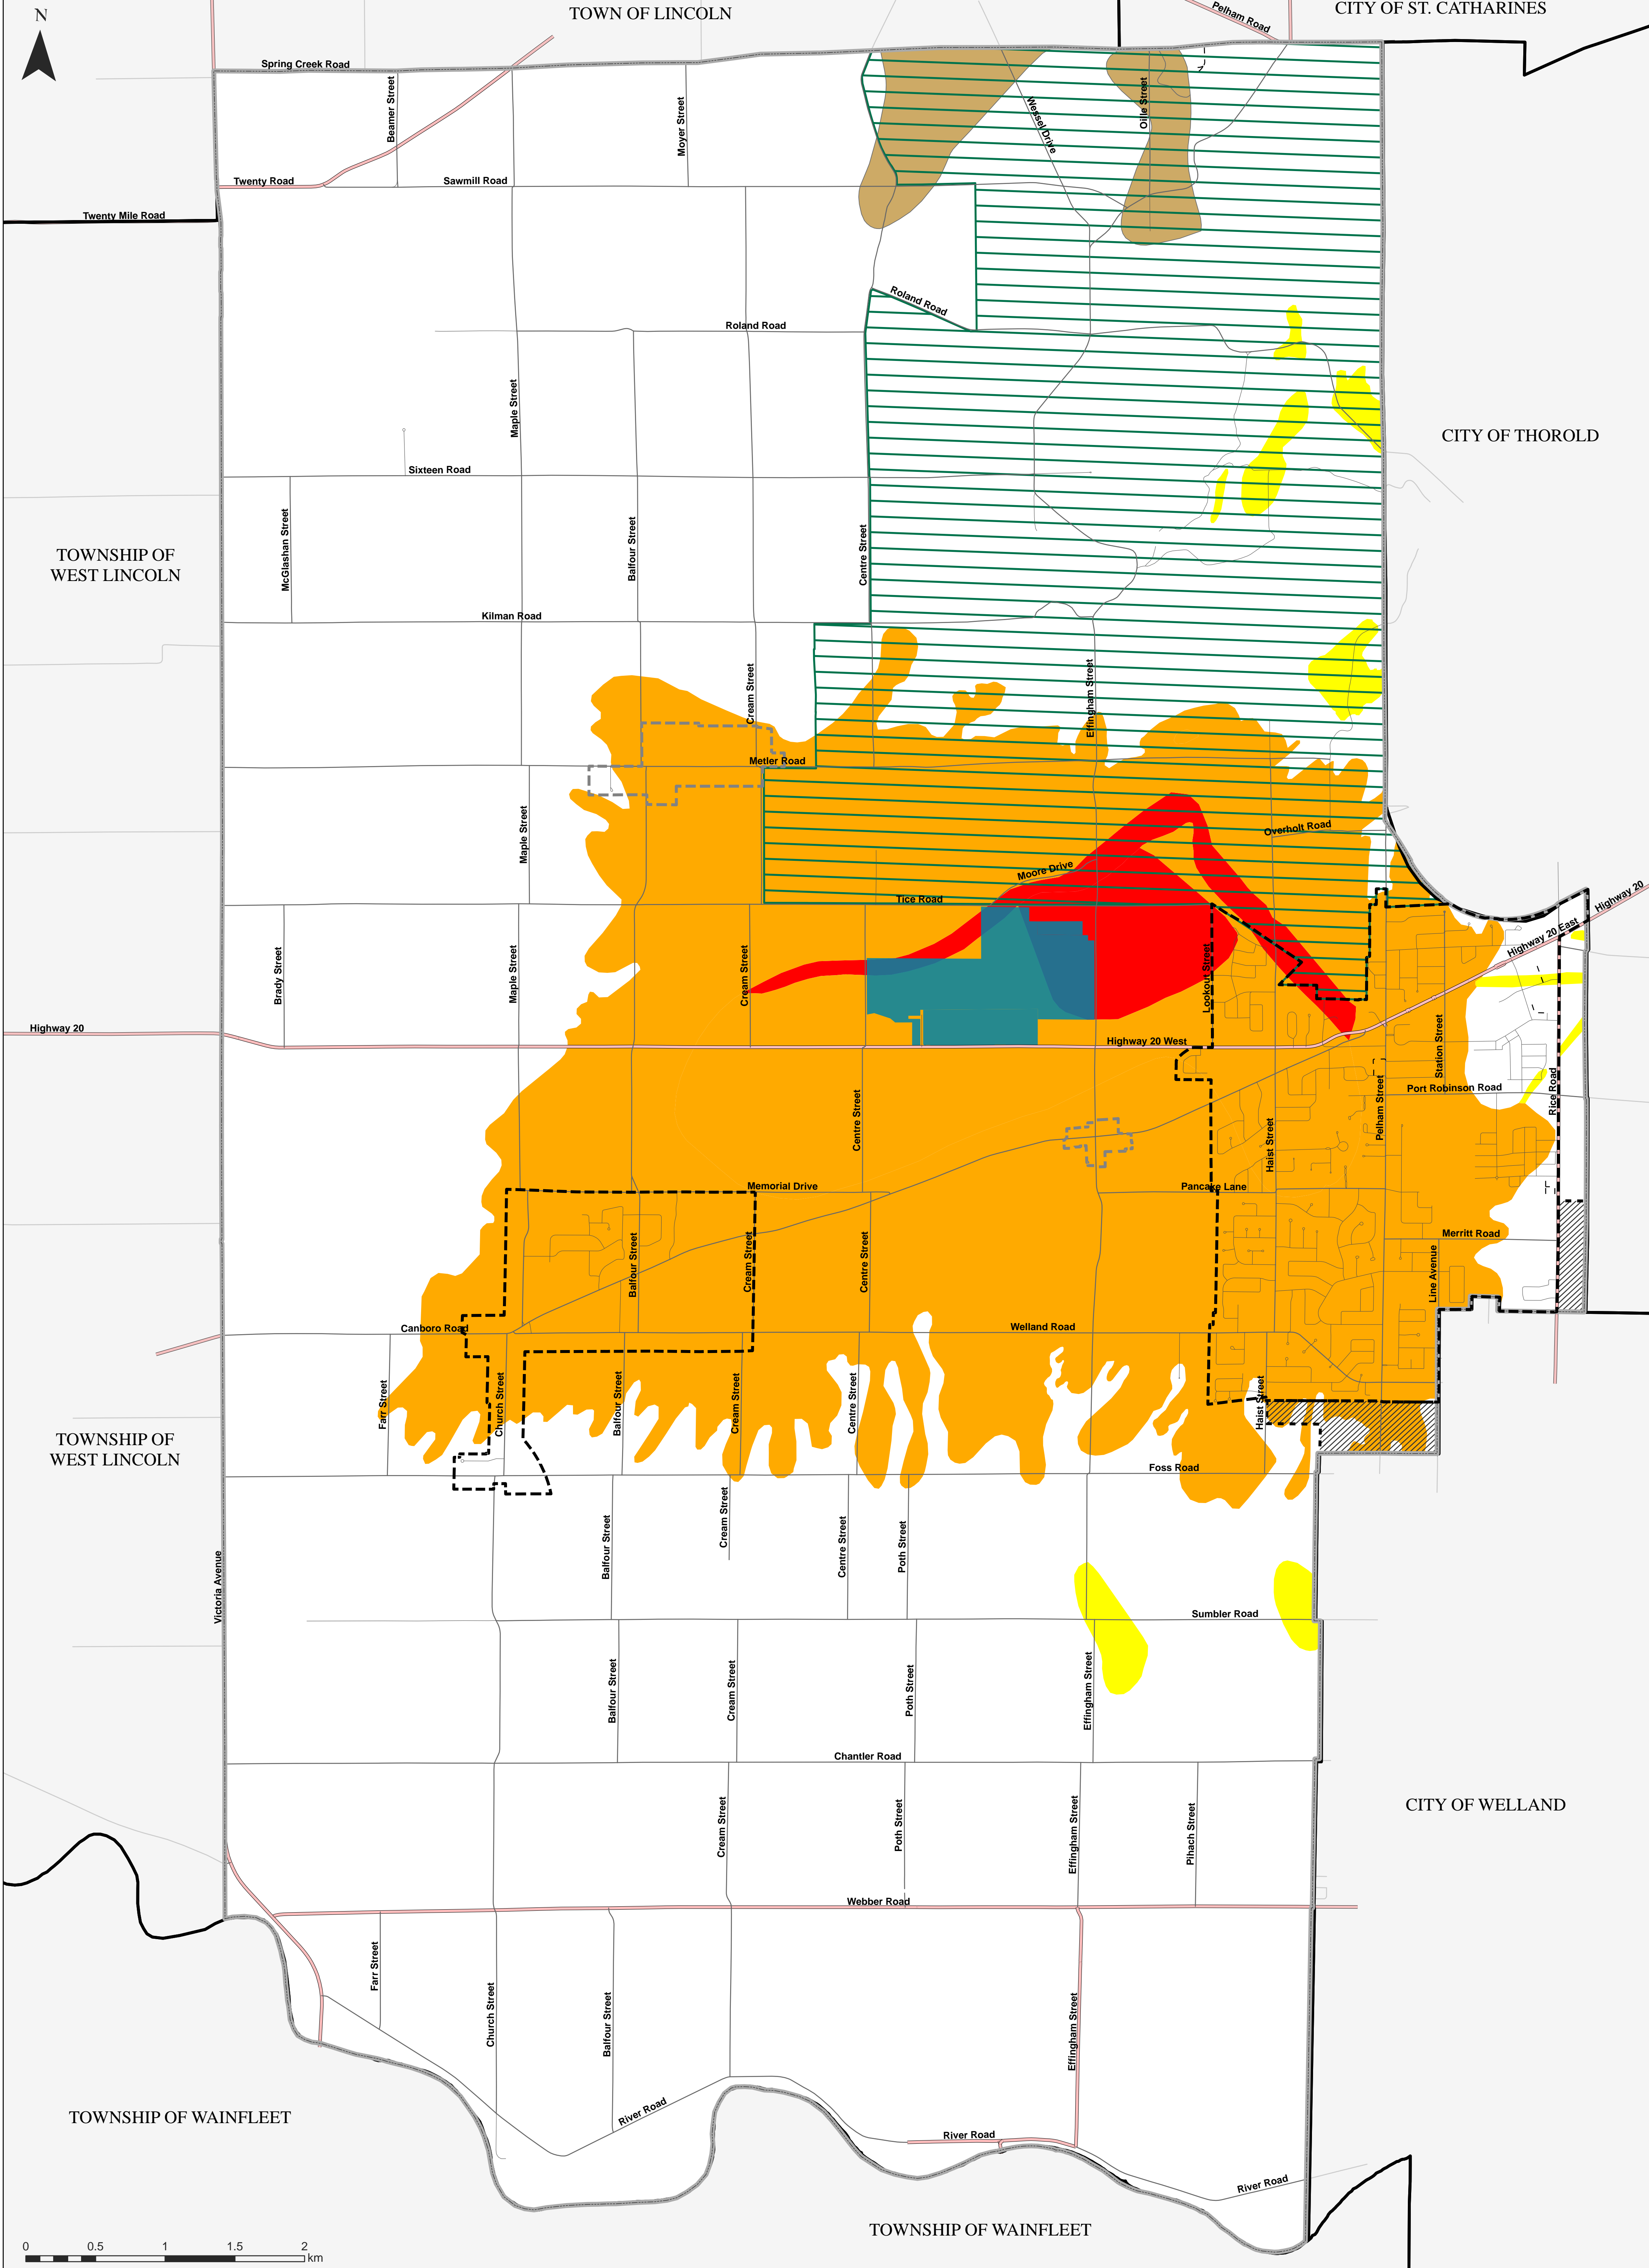 N
TOWN OF LINCOLN
Pelham Road
CITY OF ST. CATHARINES
Spring Creek Road
Beamer Street
Moyer Street
Wessel Drive
Oille Street
Twenty Road
Sawmill Road
Twenty Mile Road
Roland Road
Roland Road
Maple Street
CITY OF THOROLD
Sixteen Road
McGlashan Street
Balfour Street
Centre Street
TOWNSHIP OF
WEST LINCOLN
Kilman Road
Cream Street
Effingham Street
Metler Road
Maple Street
Overholt Road
Moore Drive
Tice Road
Highway 20
Highway 20 East
Brady Street
Maple Street
Cream Street
Lookout Street
Highway 20
Highway 20 West
Station Street
Port Robinson Road
Rice Road
Centre Street
Pelham Street
Haist Street
Memorial Drive
Pancake Lane
Merritt Road
Balfour Street
Cream Street
Centre Street
Line Avenue
Canboro Road
Welland Road
Farr Street
Church Street
Balfour Street
Cream Street
Centre Street
Haist Street
TOWNSHIP OF
WEST LINCOLN
Foss Road
Victoria Avenue
Balfour Street
Cream Street
Centre Street
Poth Street
Sumbler Road
Balfour Street
Cream Street
Poth Street
Effingham Street
Chantler Road
CITY OF WELLAND
Cream Street
Poth Street
Effingham Street
Pihach Street
Webber Road
Farr Street
Church Street
Balfour Street
Effingham Street
River Road
TOWNSHIP OF WAINFLEET
River Road
River Road
TOWNSHIP OF WAINFLEET
0 0.5 1 1.5 2
km